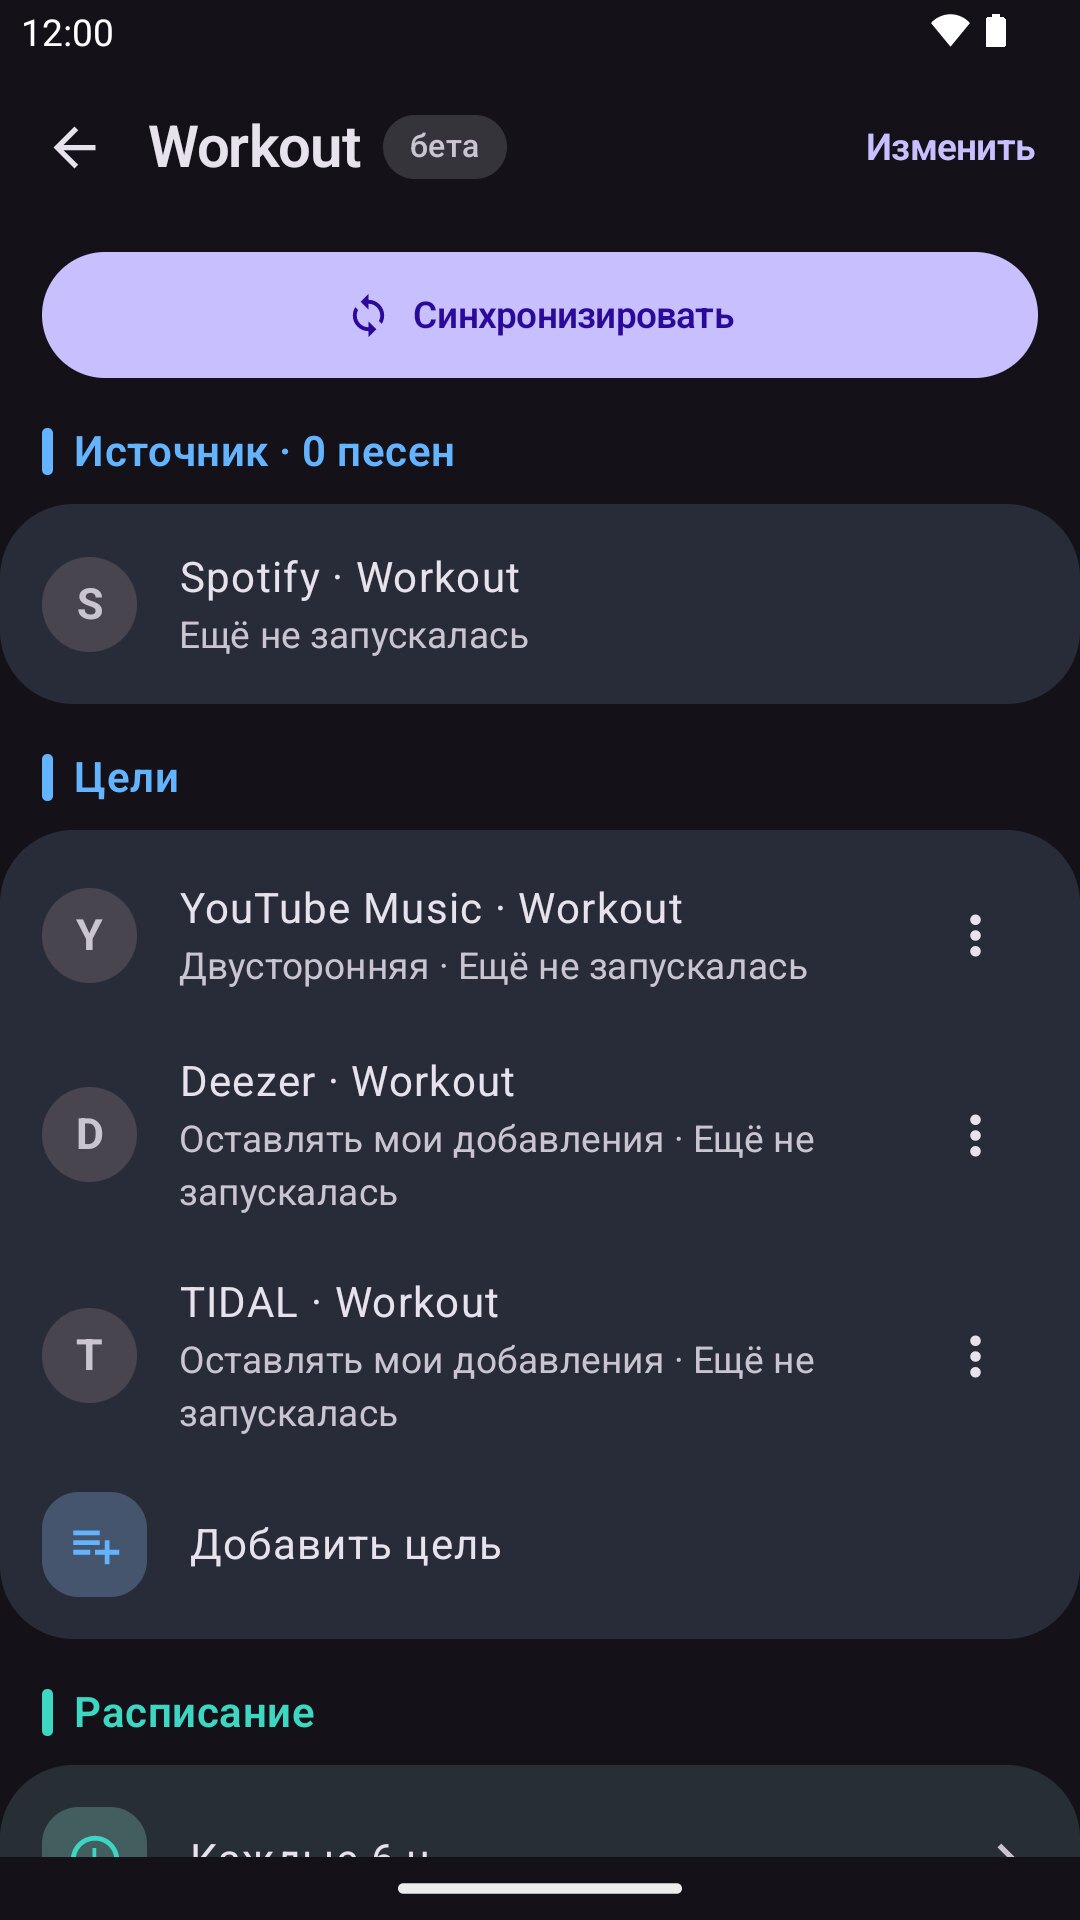 12:00
Workout
бета
Изменить
Синхронизировать
Источник · 0 песен
S
Spotify · Workout
Ещё не запускалась
Цели
Y
YouTube Music · Workout
Двусторонняя · Ещё не запускалась
D
Deezer · Workout
Оставлять мои добавления · Ещё не
запускалась
T
TIDAL · Workout
Оставлять мои добавления · Ещё не
запускалась
Добавить цель
Расписание
Каждые 6 ч